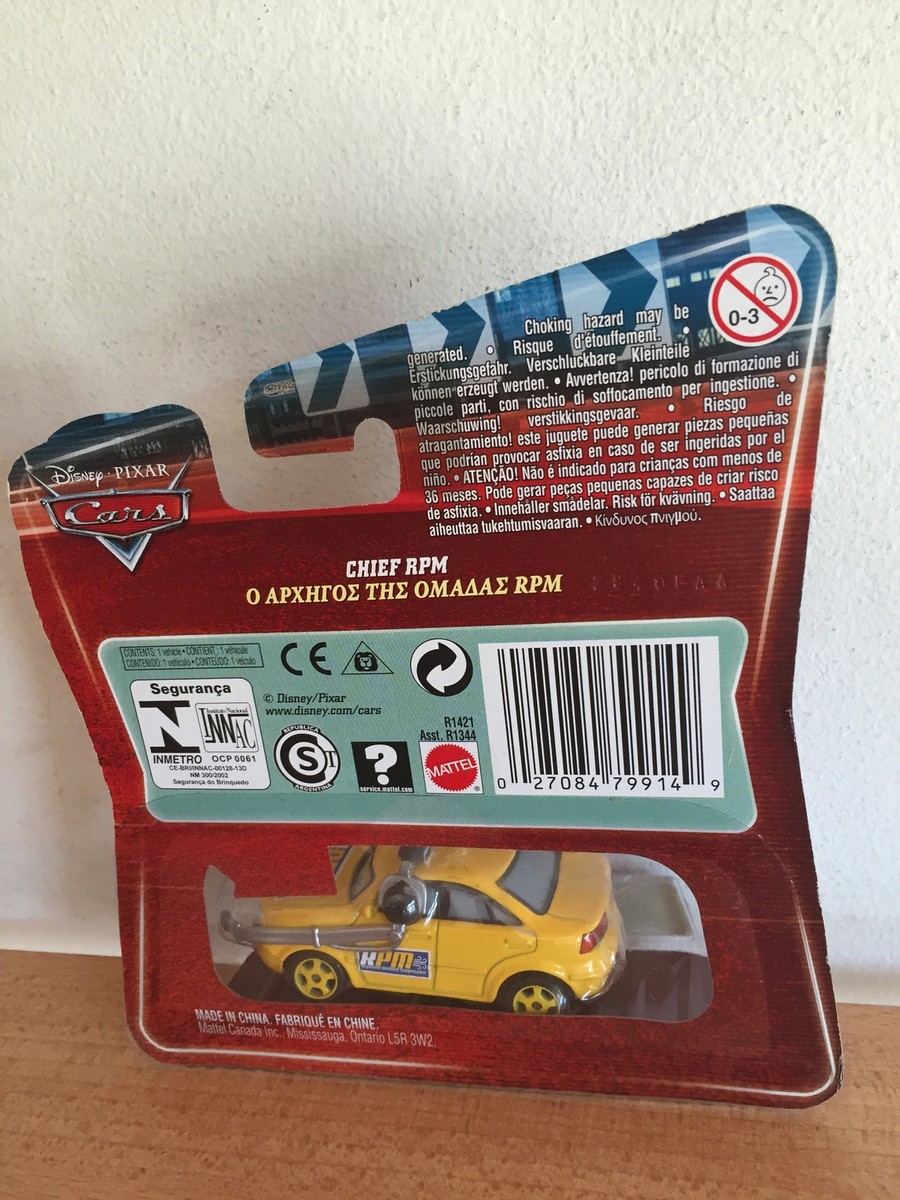 Choking hazard may be
generated. • Risque d'étouffement. •
Erstickungsgefahr. Verschluckbare Kleinteile
können erzeugt werden. • Avvertenza! pericolo di formazione di
piccole parti, con rischio di soffocamento per ingestione. •
Waarschuwing! verstikkingsgevaar. • Riesgo de
atragantamiento! este juguete puede generar piezas pequeñas
que podrían provocar asfixia en caso de ser ingeridas por el
niño. • ATENÇÃO! Não é indicado para crianças com menos de
36 meses. Pode gerar peças pequenas capazes de criar risco
de asfixia. • Innehåller smådelar. Risk för kvävning. • Saattaa
aiheuttaa tukehtumisvaaran. • Κίνδυνος πνιγμού.
0-3
Disney · PIXAR
Cars
CHIEF RPM
Ο ΑΡΧΗΓΟΣ ΤΗΣ ΟΜΑΔΑΣ RPM
CONTENTS: 1 vehicle • CONTIENT : 1 véhicule
CONTENIDO: 1 vehículo • CONTEÚDO: 1 veículo
CE
Segurança
Instituto Nacional
INNAC
INMETRO OCP 0061
CE-BRI/INNAC-00128-13D
NM 300/2002
Segurança do Brinquedo
© Disney/Pixar
www.disney.com/cars
REPUBLICA
S
ARGENTINA
R1421
Asst. R1344
?
service.mattel.com
MATTEL
®
0 27084 79914 9
RPM
MADE IN CHINA. FABRIQUÉ EN CHINE.
Mattel Canada Inc., Mississauga, Ontario L5R 3W2.